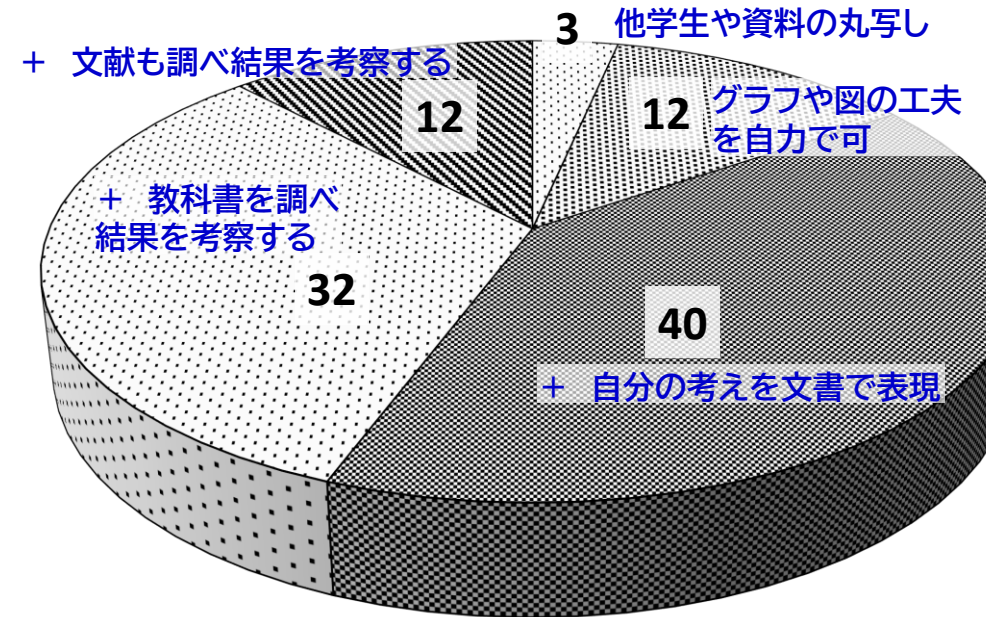 3
他学生や資料の丸写し
12
グラフや図の工夫
を自力で可
40
+ 自分の考えを文書で表現
32
+ 教科書を調べ
結果を考察する
12
+ 文献も調べ結果を考察する